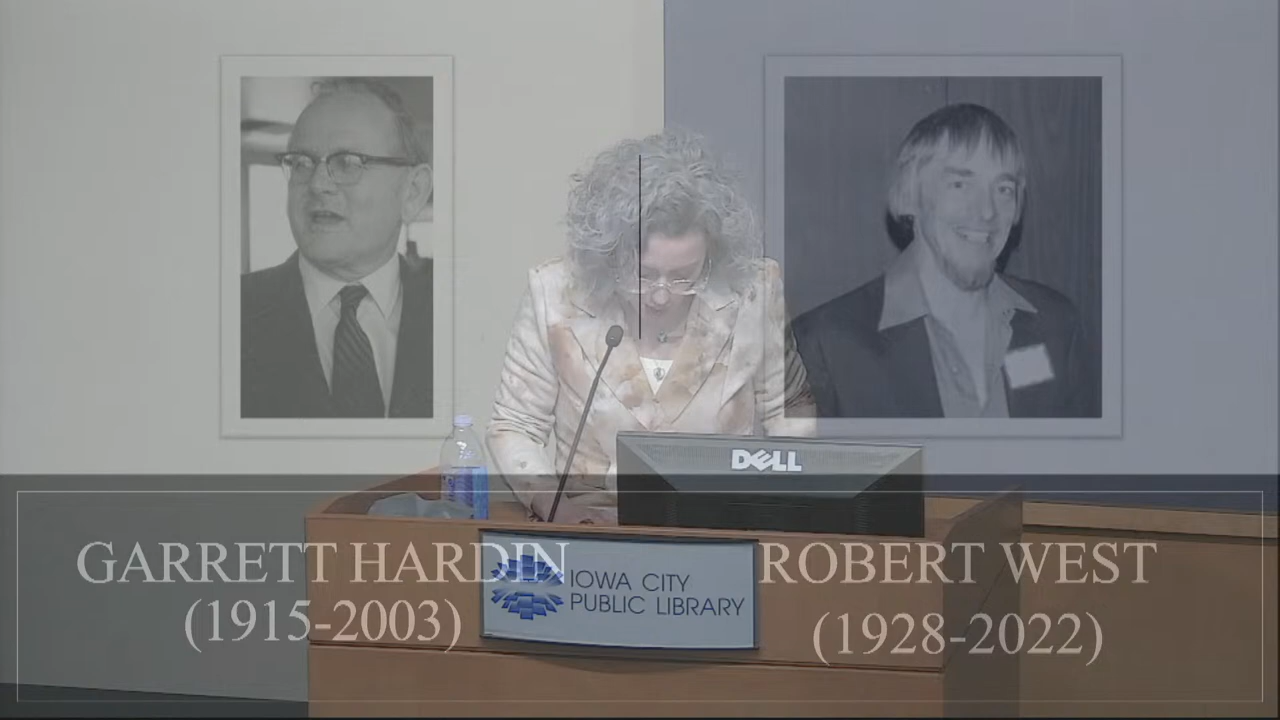 DELL
GARRETT HARDIN
(1915-2003)
IOWA CITY
PUBLIC LIBRARY
ROBERT WEST
(1928-2022)